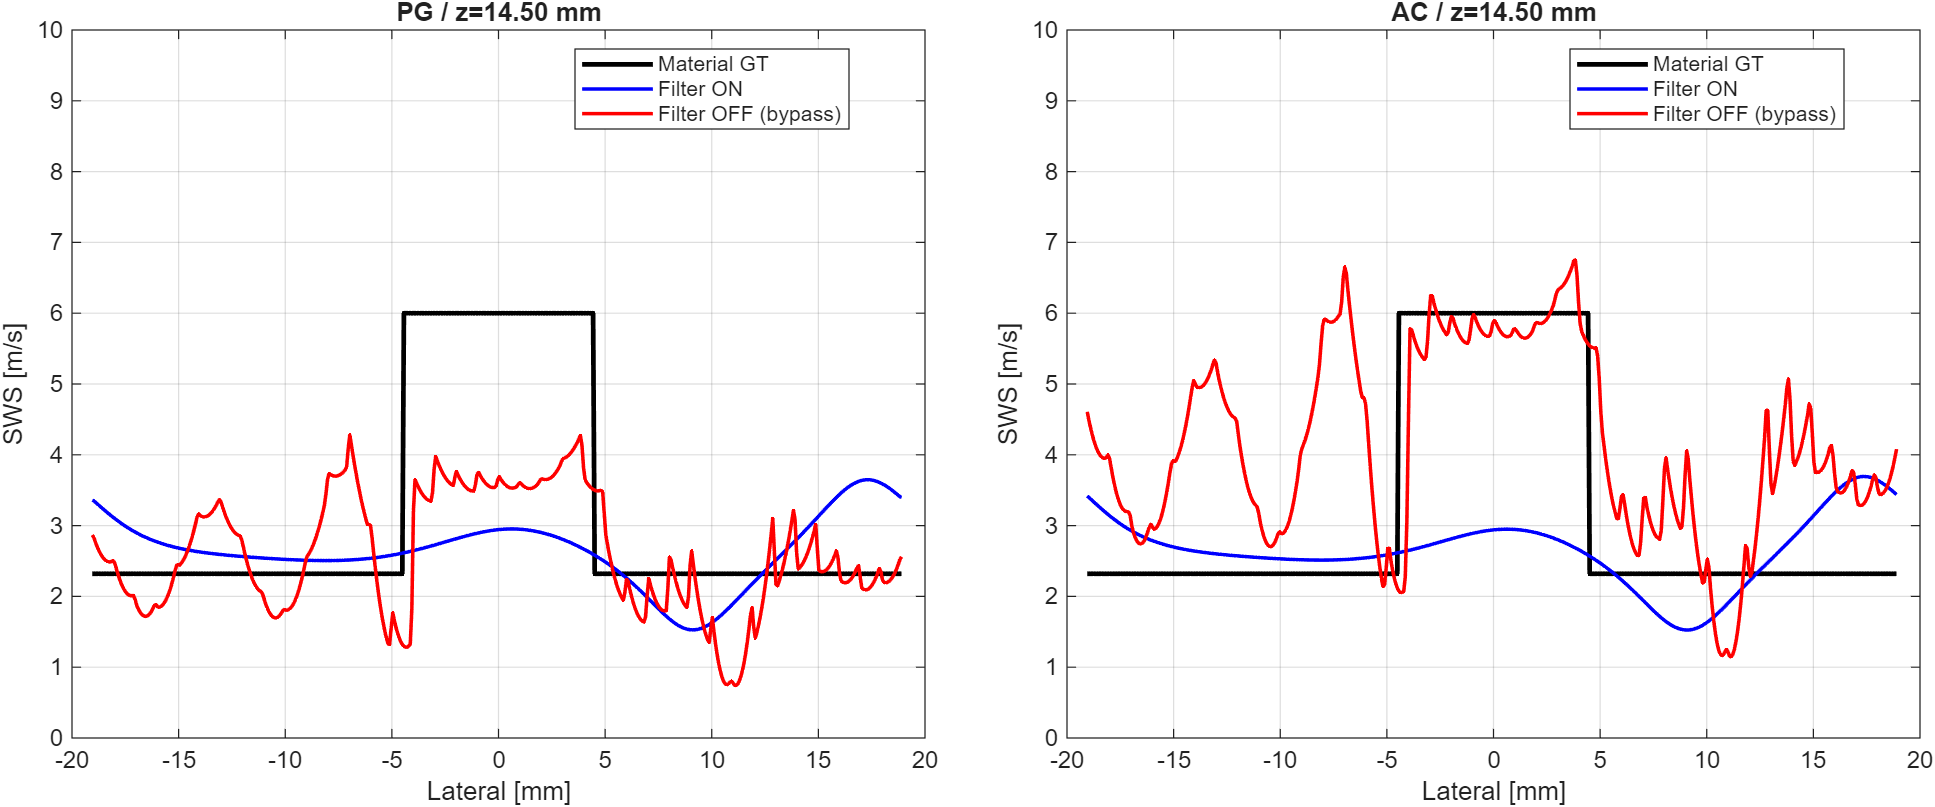 PG / z=14.50 mm
10
9
8
7
6
5
4
3
2
1
0
SWS [m/s]
Material GT
Filter ON
Filter OFF (bypass)
-20 -15 -10 -5 0 5 10 15 20
Lateral [mm]
AC / z=14.50 mm
10
9
8
7
6
5
4
3
2
1
0
SWS [m/s]
Material GT
Filter ON
Filter OFF (bypass)
-20 -15 -10 -5 0 5 10 15 20
Lateral [mm]